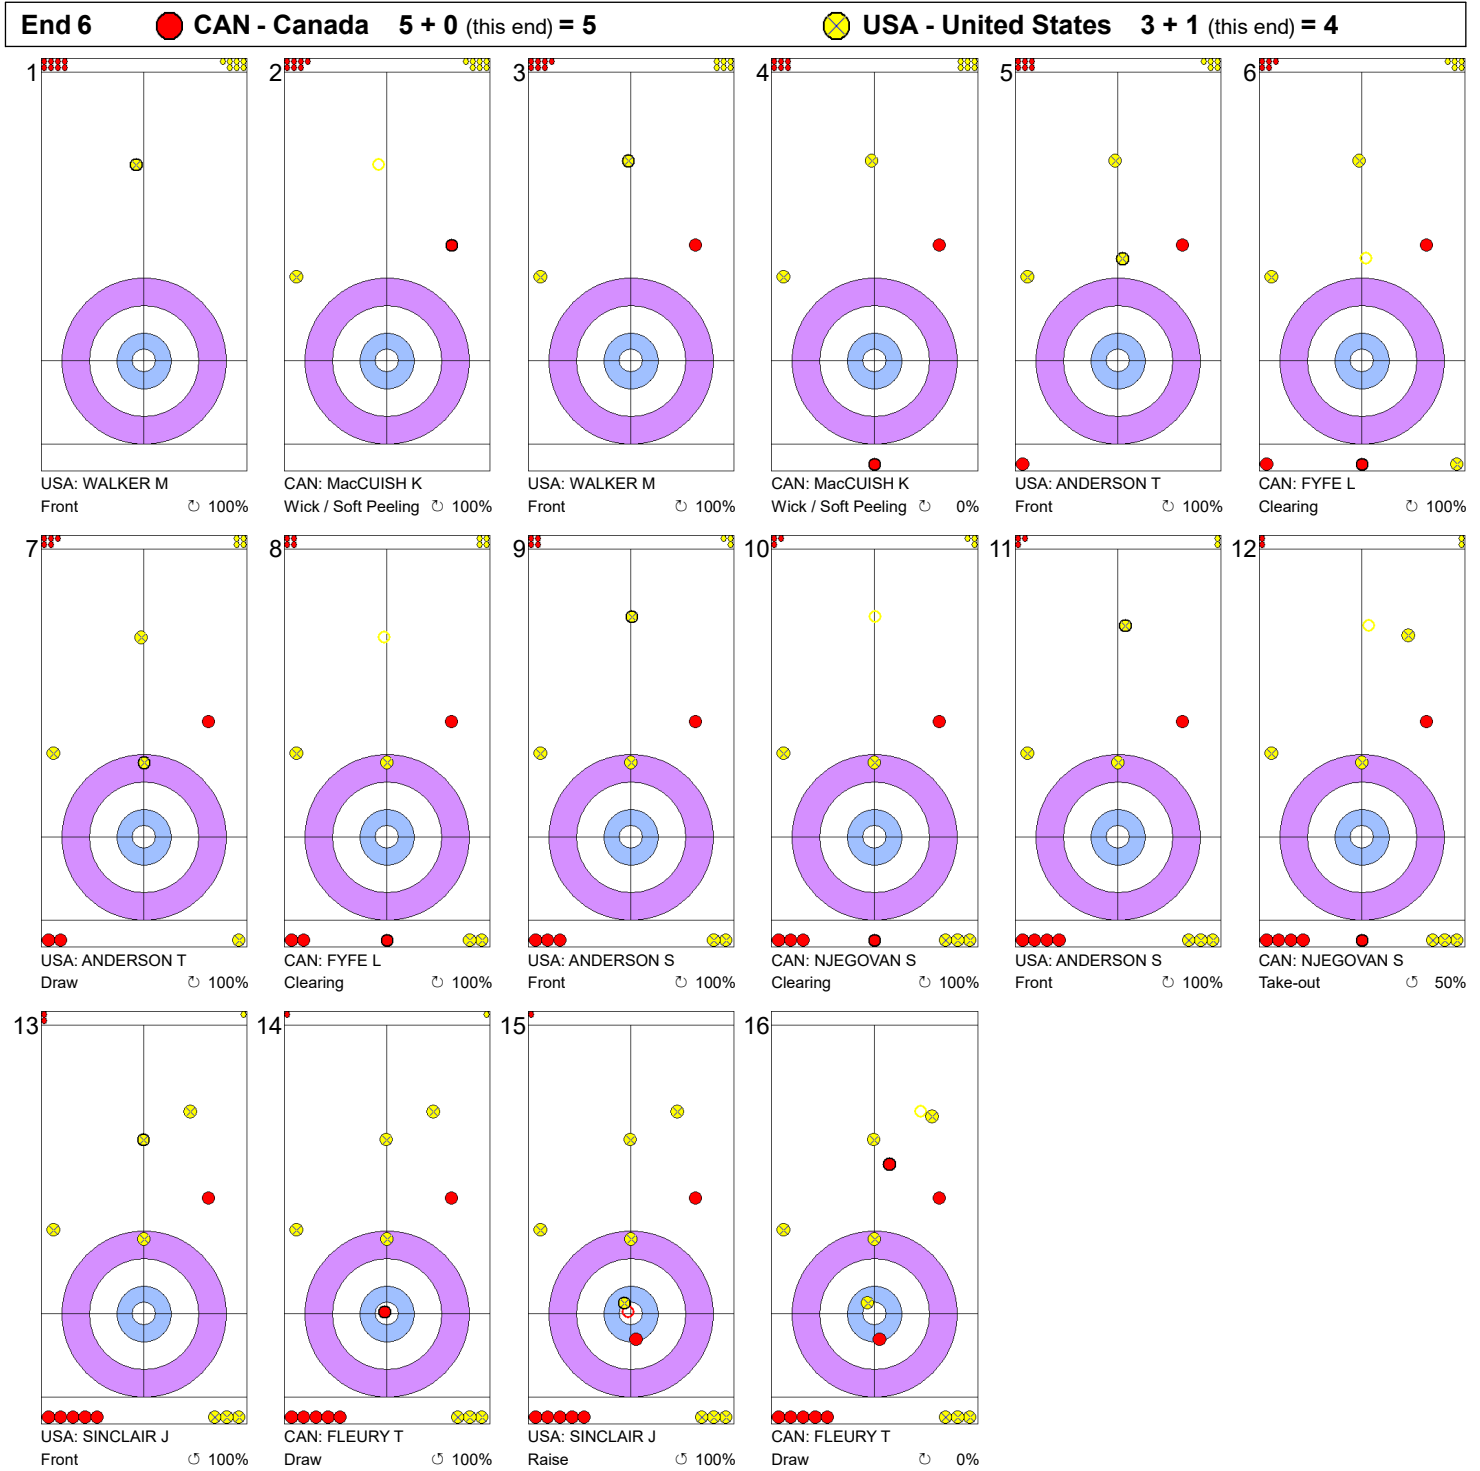 End 6 CAN - Canada 5 + 0 (this end) = 5 USA - United States 3 + 1 (this end) = 4
1 2 3 4 5 6
USA: WALKER M CAN: MacCUISH K USA: WALKER M CAN: MacCUISH K USA: ANDERSON T CAN: FYFE L
Front ↻ 100% Wick / Soft Peeling ↻ 100% Front ↻ 100% Wick / Soft Peeling ↻ 0% Front ↻ 100% Clearing ↻ 100%
7 8 9 10 11 12
USA: ANDERSON T CAN: FYFE L USA: ANDERSON S CAN: NJEGOVAN S USA: ANDERSON S CAN: NJEGOVAN S
Draw ↻ 100% Clearing ↻ 100% Front ↻ 100% Clearing ↻ 100% Front ↺ 100% Take-out ↺ 50%
13 14 15 16
USA: SINCLAIR J CAN: FLEURY T USA: SINCLAIR J CAN: FLEURY T
Front ↺ 100% Draw ↺ 100% Raise ↺ 100% Draw ↻ 0%